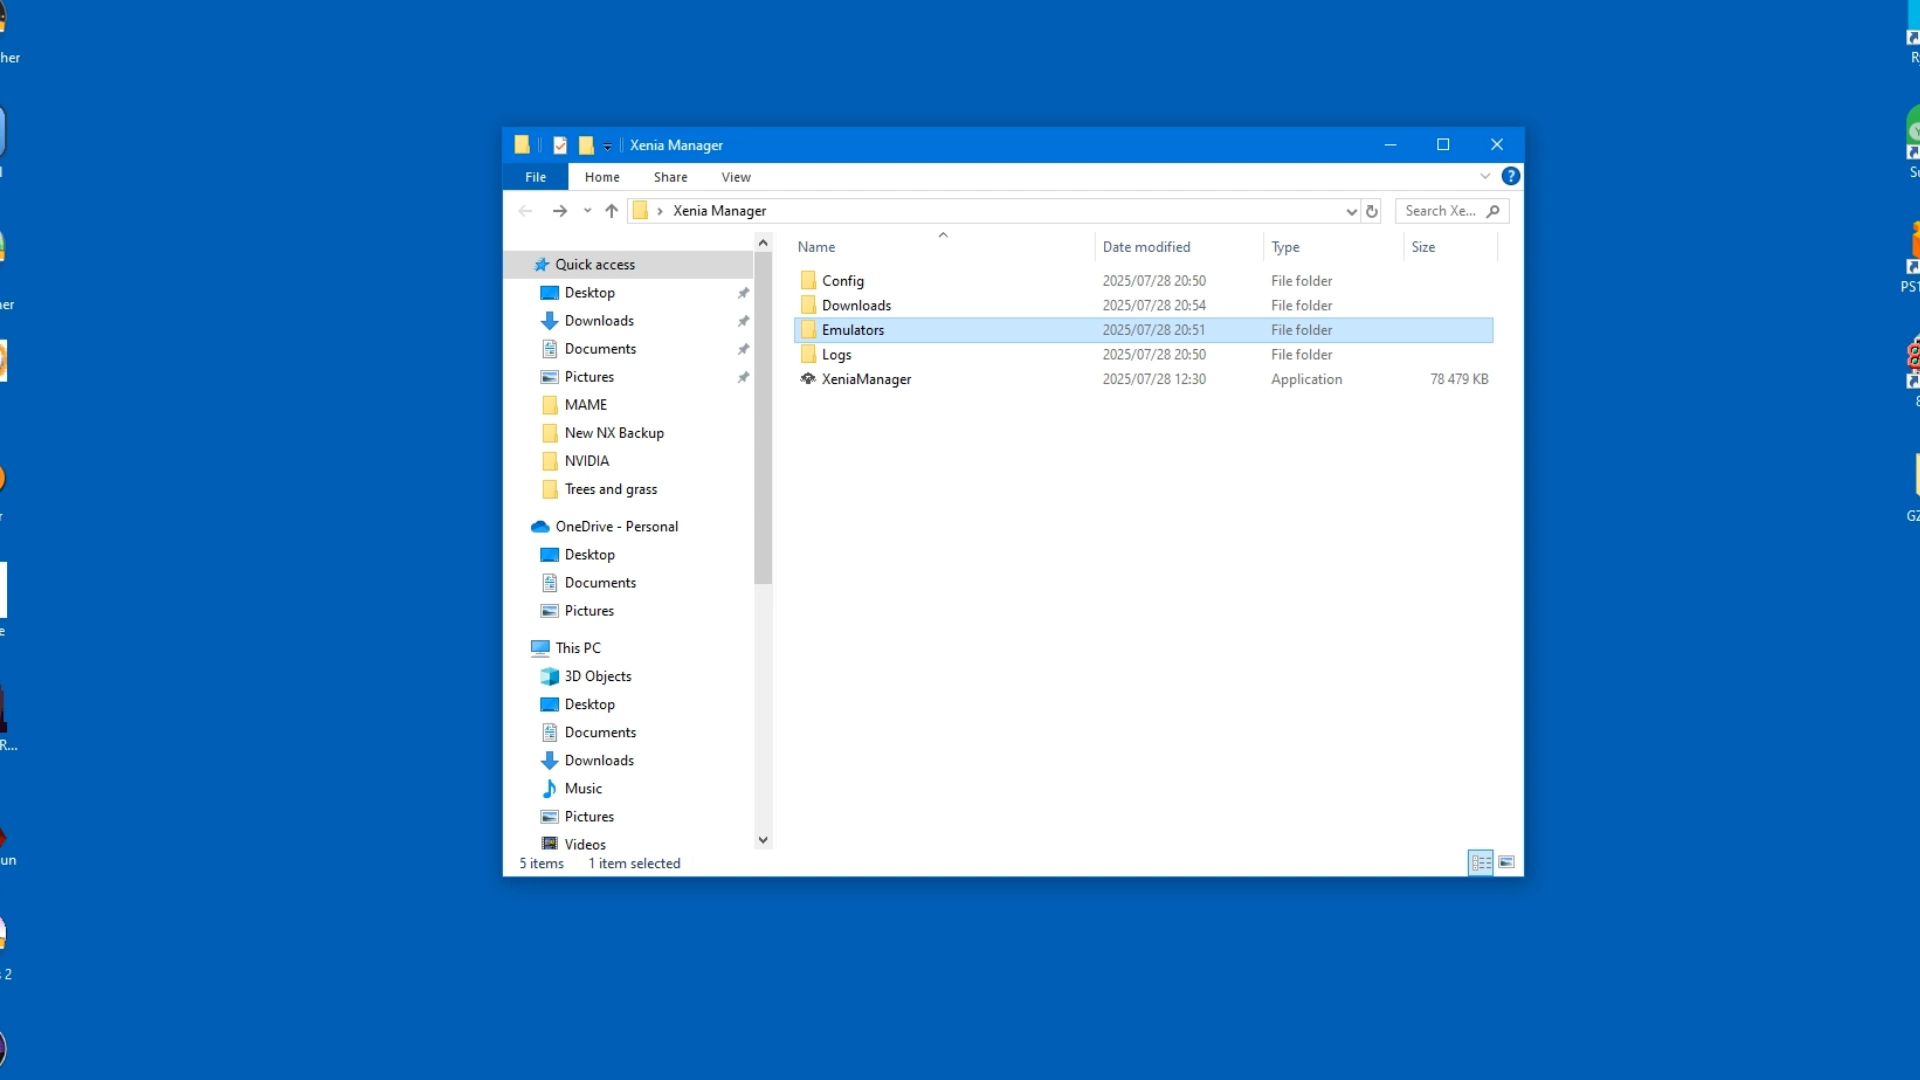 Xenia Manager
File Home Share View
Xenia Manager
Search Xe...
Name Date modified Type Size
Config 2025/07/28 20:50 File folder
Downloads 2025/07/28 20:54 File folder
Emulators 2025/07/28 20:51 File folder
Logs 2025/07/28 20:50 File folder
XeniaManager 2025/07/28 12:30 Application 78 479 KB
Quick access
Desktop
Downloads
Documents
Pictures
MAME
New NX Backup
NVIDIA
Trees and grass
OneDrive - Personal
Desktop
Documents
Pictures
This PC
3D Objects
Desktop
Documents
Downloads
Music
Pictures
Videos
5 items 1 item selected
her
er
R...
un
2
PS1
GZ